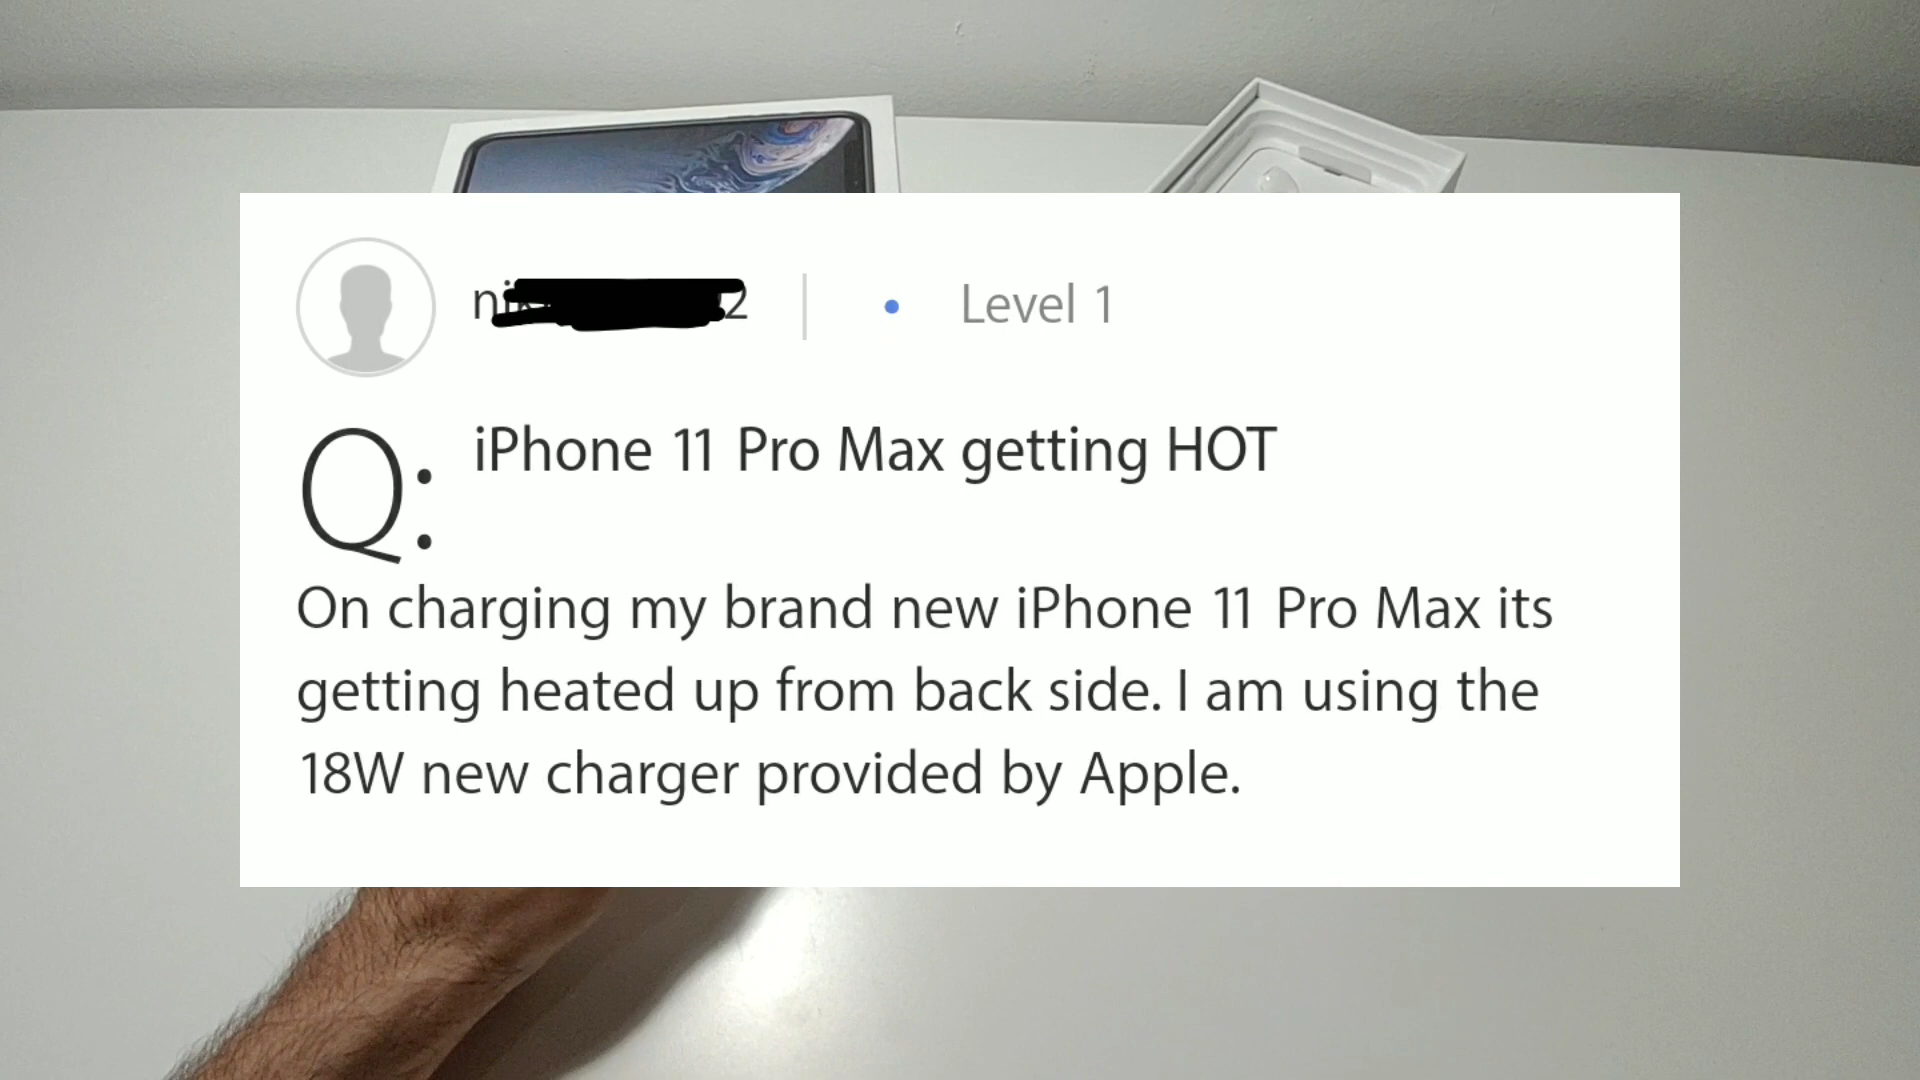 Level 1
Q: iPhone 11 Pro Max getting HOT
On charging my brand new iPhone 11 Pro Max its
getting heated up from back side. I am using the
18W new charger provided by Apple.